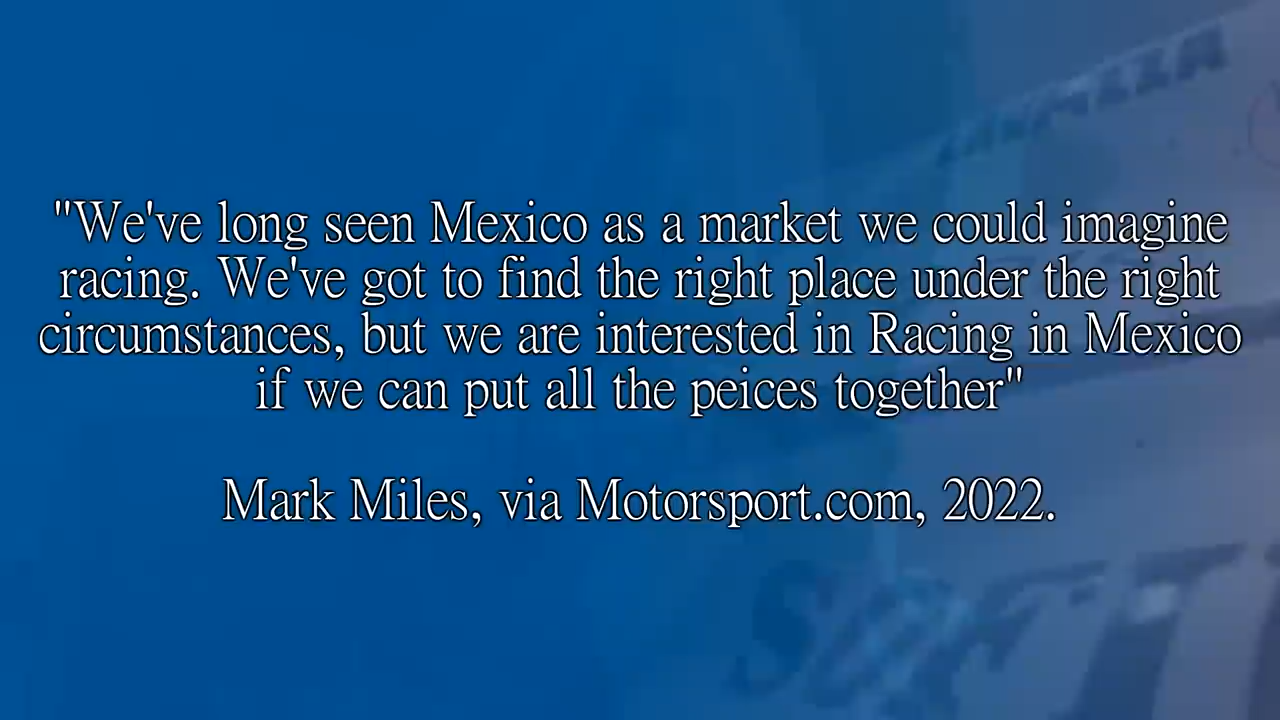 "We've long seen Mexico as a market we could imagine
racing. We've got to find the right place under the right
circumstances, but we are interested in Racing in Mexico
if we can put all the peices together"
Mark Miles, via Motorsport.com, 2022.